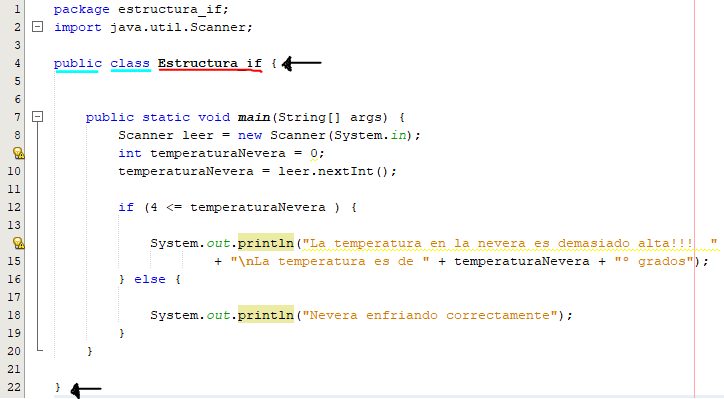 1 package estructura_if;
2 import java.util.Scanner;
3
4 public class Estructura_if {
5
6
7 public static void main(String[] args) {
8 Scanner leer = new Scanner(System.in);
int temperaturaNevera = 0;
10 temperaturaNevera = leer.nextInt();
11
12 if (4 <= temperaturaNevera ) {
13
System.out.println("La temperatura en la nevera es demasiado alta!!!  "
15 + "\nLa temperatura es de " + temperaturaNevera + "° grados");
16 } else {
17
18 System.out.println("Nevera enfriando correctamente");
19 }
20 }
21
22 }